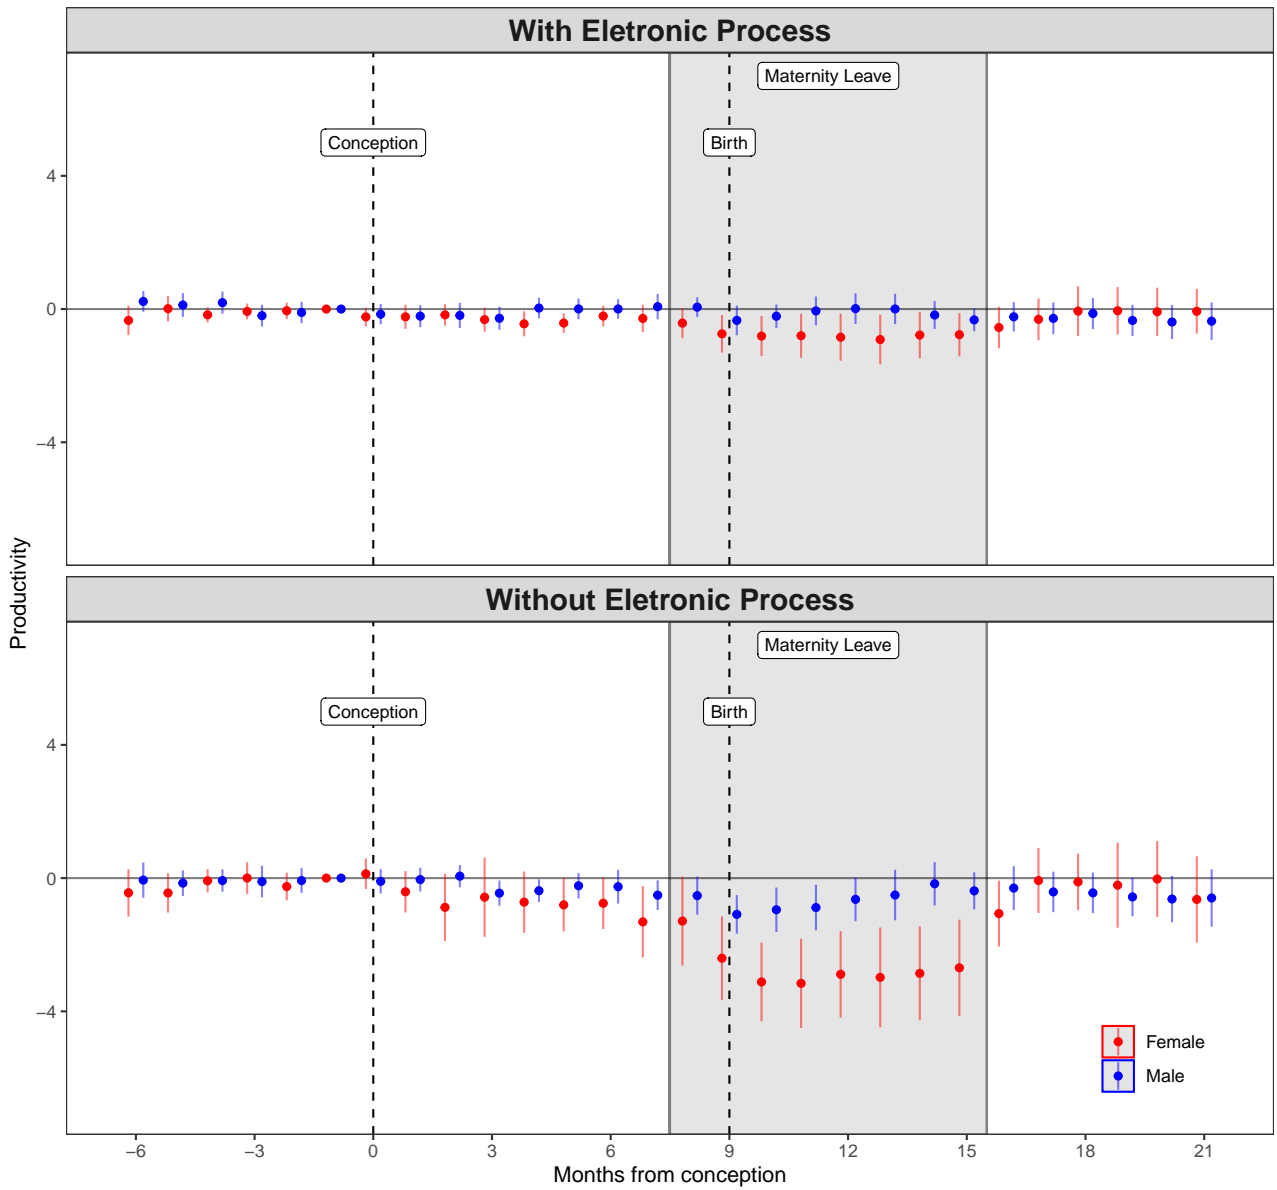 With Eletronic Process
Maternity Leave
Conception
Birth
4
0
−4
Productivity
Without Eletronic Process
Maternity Leave
Conception
Birth
4
0
−4
Female
Male
−6 −3 0 3 6 9 12 15 18 21
Months from conception